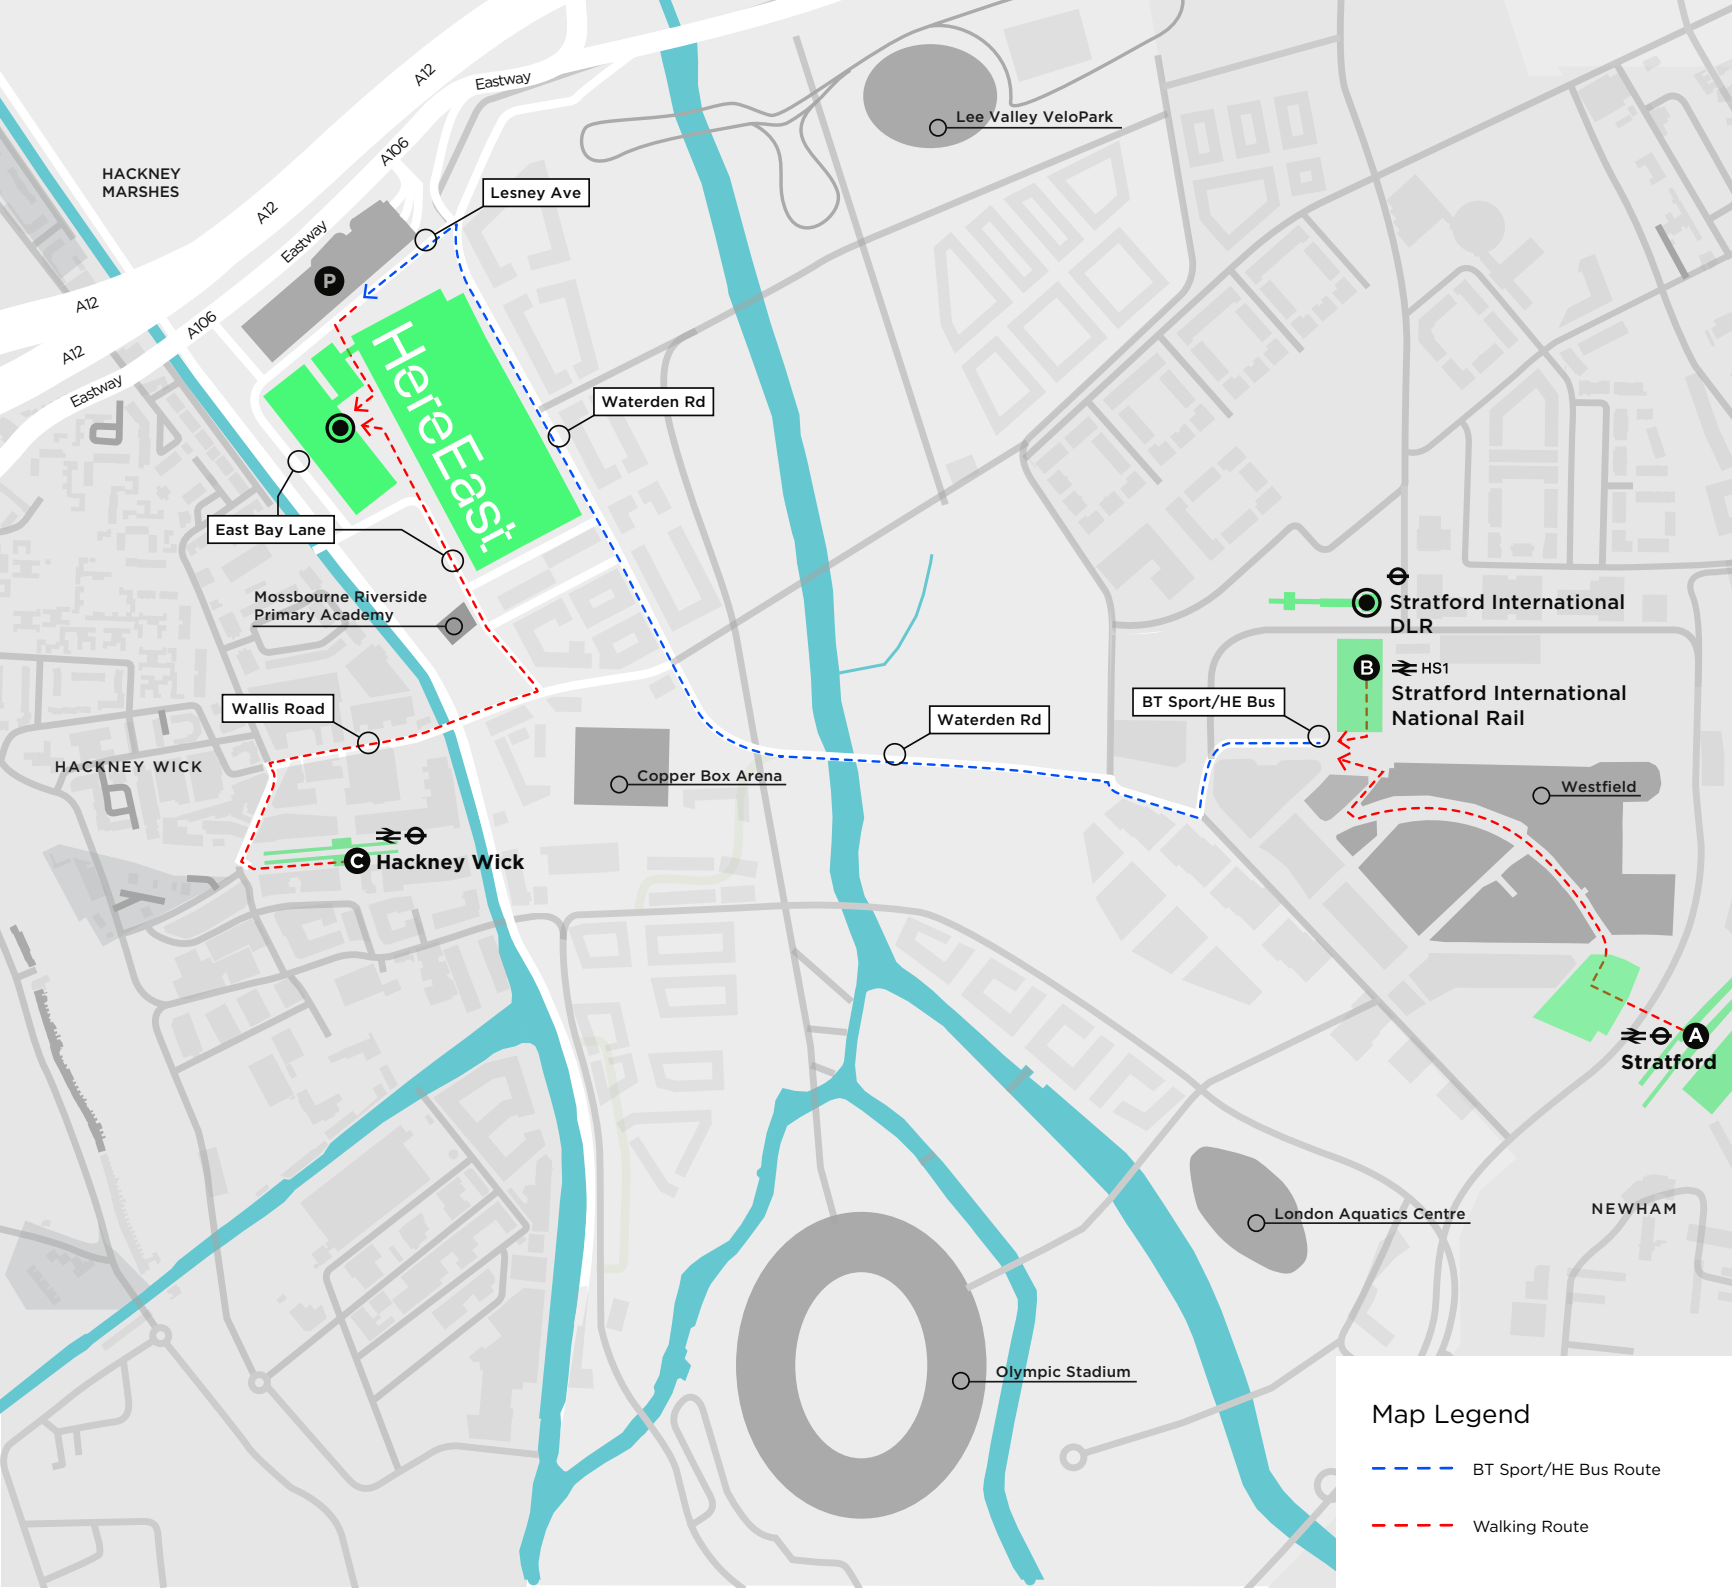 A12
Eastway
Lee Valley VeloPark
A106
HACKNEY
MARSHES
Lesney Ave
A12
Eastway
P
A12
A106
A12
Eastway
HereEast.
Waterden Rd
East Bay Lane
Mossbourne Riverside
Primary Academy
Stratford International
DLR
B
HS1
Stratford International
National Rail
Wallis Road
BT Sport/HE Bus
Waterden Rd
HACKNEY WICK
Copper Box Arena
Westfield
C
Hackney Wick
A
Stratford
NEWHAM
London Aquatics Centre
Olympic Stadium
Map Legend
BT Sport/HE Bus Route
Walking Route